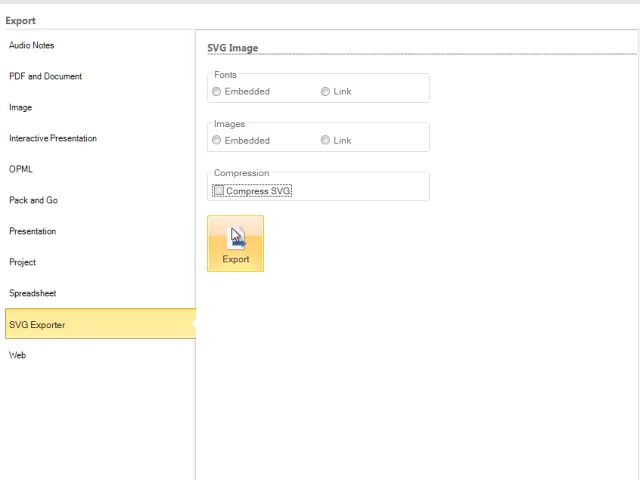 Export
Audio Notes
PDF and Document
Image
Interactive Presentation
OPML
Pack and Go
Presentation
Project
Spreadsheet
SVG Exporter
Web
SVG Image
Fonts
Embedded Link
Images
Embedded Link
Compression
Compress SVG
Export